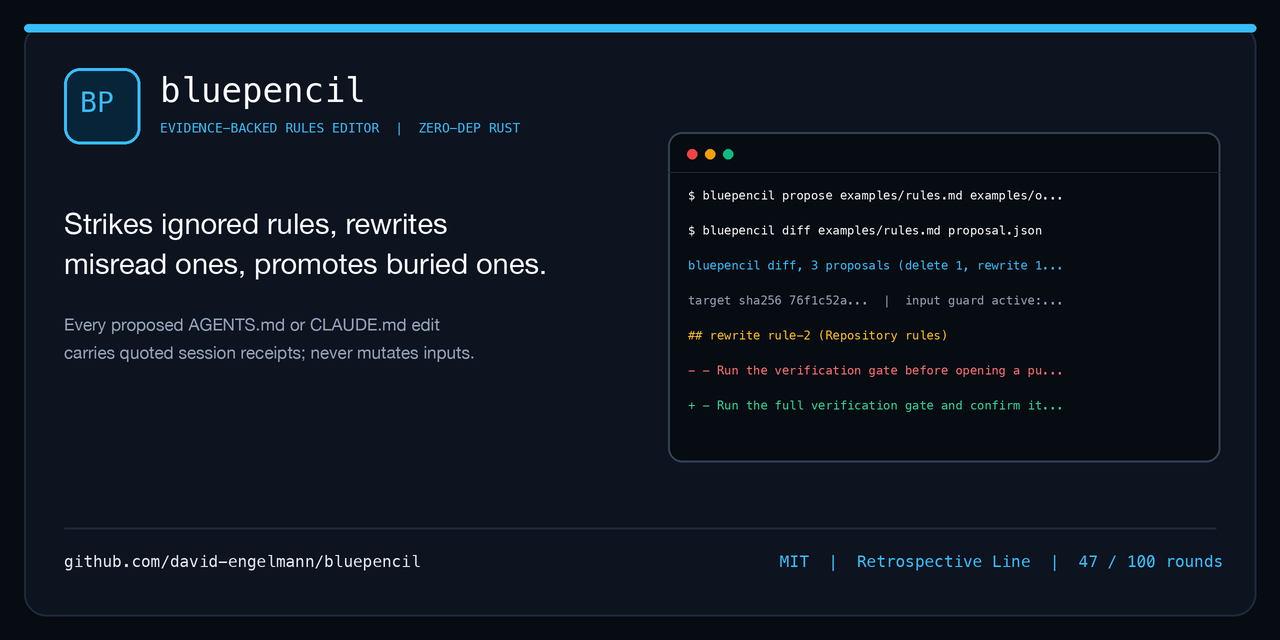 BP
bluepencil
EVIDENCE–BACKED RULES EDITOR | ZERO–DEP RUST
Strikes ignored rules, rewrites
misread ones, promotes buried ones.
Every proposed AGENTS.md or CLAUDE.md edit
carries quoted session receipts; never mutates inputs.
$ bluepencil propose examples/rules.md examples/o...
$ bluepencil diff examples/rules.md proposal.json
bluepencil diff, 3 proposals (delete 1, rewrite 1...
target sha256 76f1c52a... | input guard active:...
## rewrite rule–2 (Repository rules)
– – Run the verification gate before opening a pu...
+ – Run the full verification gate and confirm it...
github.com/david–engelmann/bluepencil
MIT | Retrospective Line | 47 / 100 rounds